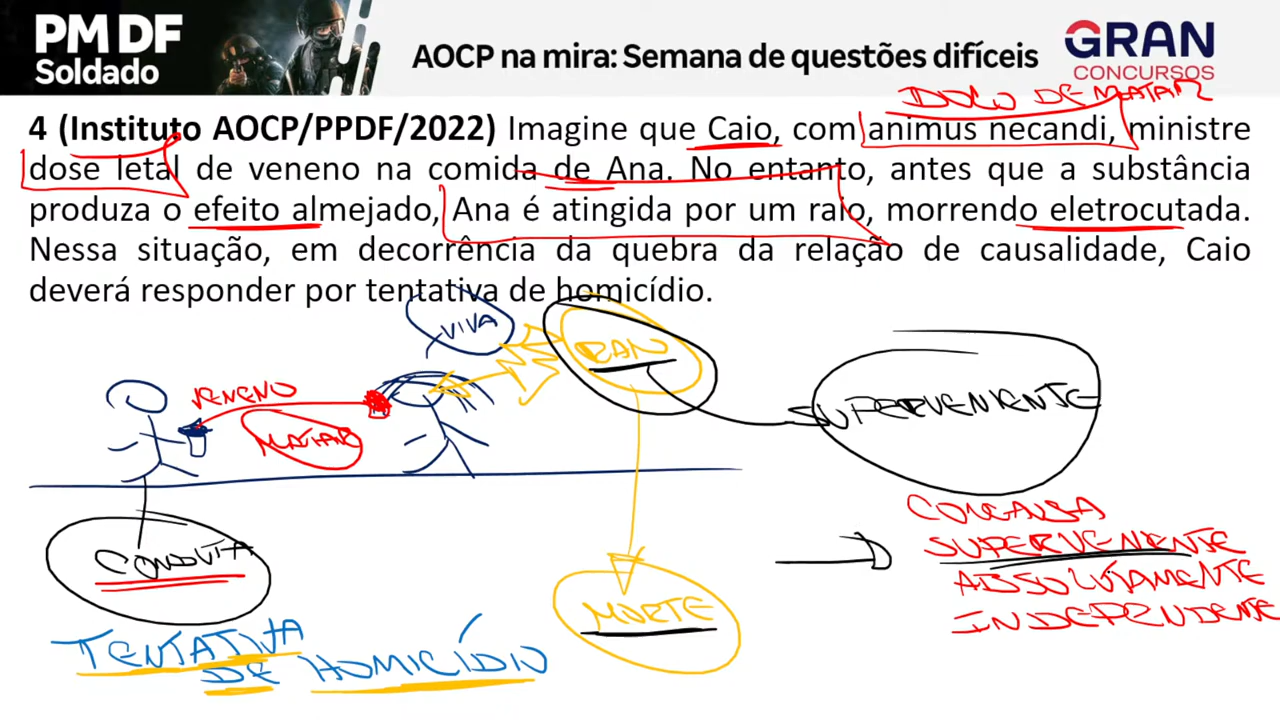 PM DF
Soldado
AOCP na mira: Semana de questões difíceis
GRAN
CONCURSOS
DOLO DE MATAR
4 (Instituto AOCP/PPDF/2022) Imagine que Caio, com animus necandi, ministre
dose letal de veneno na comida de Ana. No entanto, antes que a substância
produza o efeito almejado, Ana é atingida por um raio, morrendo eletrocutada.
Nessa situação, em decorrência da quebra da relação de causalidade, Caio
deverá responder por tentativa de homicídio.
VIVA
VENENO
MATAR
SUPERVENIENTE
CONCAUSA
SUPERVENIENTE
ABSOLUTAMENTE
INDEPENDENTE
CONDUTA
MORTE
TENTATIVA
DE HOMICÍDIO